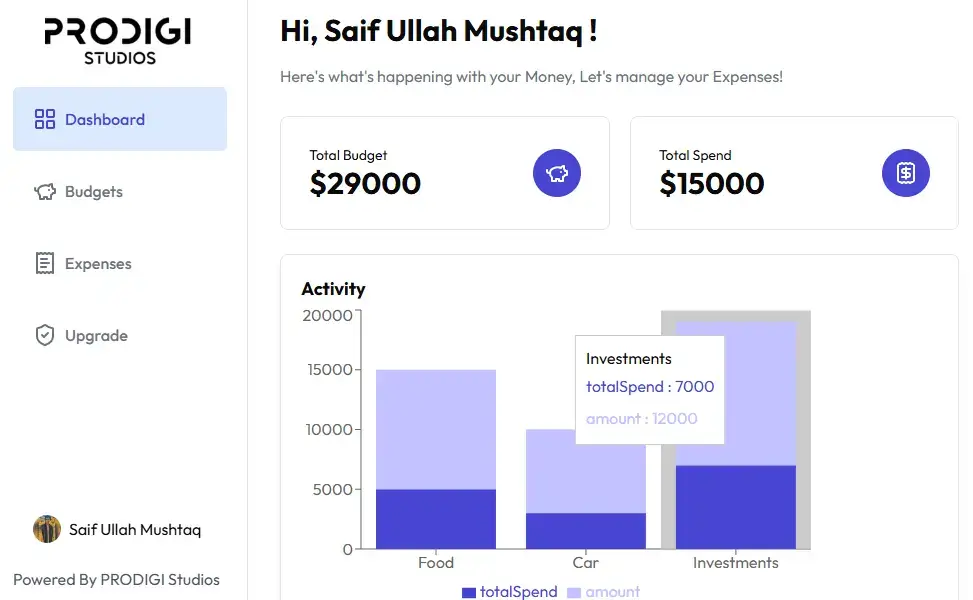 PRODIGI
STUDIOS
Dashboard
Budgets
Expenses
Upgrade
Saif Ullah Mushtaq
Powered By PRODIGI Studios
Hi, Saif Ullah Mushtaq !
Here's what's happening with your Money, Let's manage your Expenses!
Total Budget
$29000
Total Spend
$15000
Activity
20000
15000
10000
5000
0
Investments
totalSpend : 7000
amount : 12000
Food Car Investments
totalSpend amount